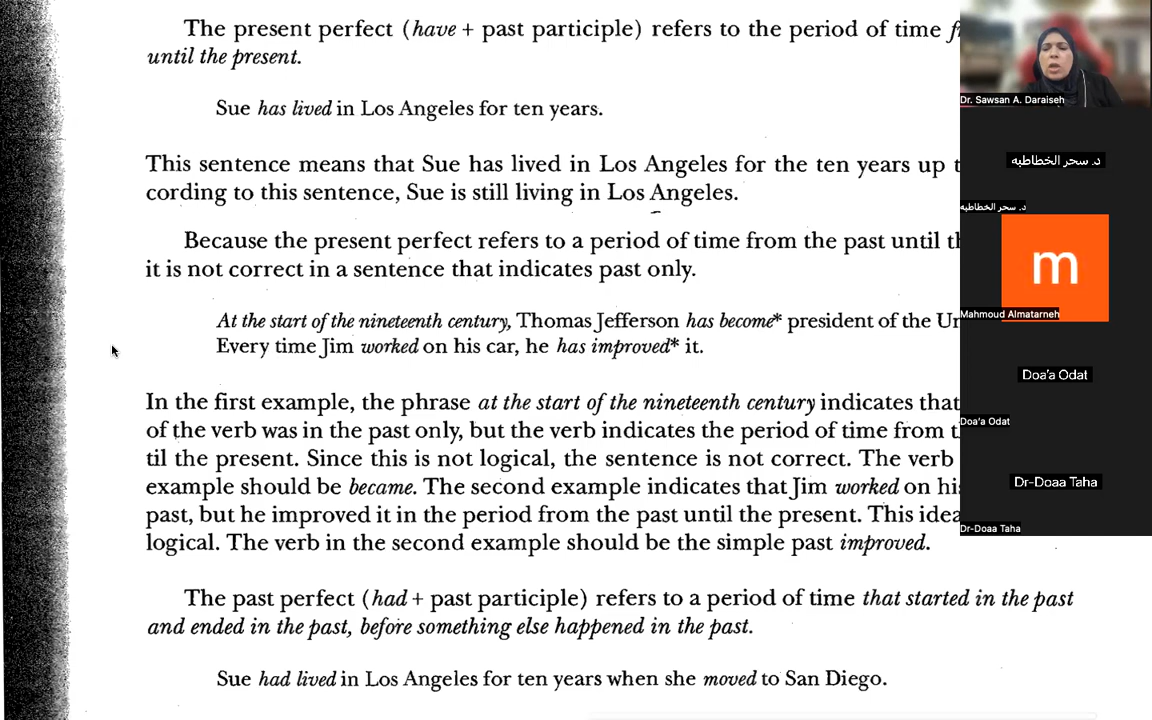 The present perfect (have + past participle) refers to the period of time
until the present.
Sue has lived in Los Angeles for ten years.
This sentence means that Sue has lived in Los Angeles for the ten years up
cording to this sentence, Sue is still living in Los Angeles.
Because the present perfect refers to a period of time from the past until
it is not correct in a sentence that indicates past only.
At the start of the nineteenth century, Thomas Jefferson has become* president of the
Every time Jim worked on his car, he has improved* it.
In the first example, the phrase at the start of the nineteenth century indicates that
of the verb was in the past only, but the verb indicates the period of time from
til the present. Since this is not logical, the sentence is not correct. The verb
example should be became. The second example indicates that Jim worked on
past, but he improved it in the period from the past until the present. This idea
logical. The verb in the second example should be the simple past improved.
The past perfect (had + past participle) refers to a period of time that started in the past
and ended in the past, before something else happened in the past.
Sue had lived in Los Angeles for ten years when she moved to San Diego.
Dr. Sawsan A. Daraiseh
د. سحر الخطاطبه
د. سحر الخطاطبه
m
Mahmoud Almatarneh
Doa'a Odat
Doa'a Odat
Dr-Doaa Taha
Dr-Doaa Taha